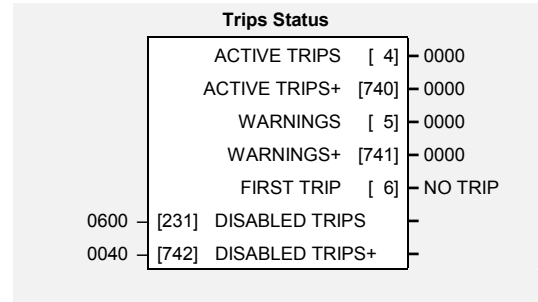 Trips Status
ACTIVE TRIPS [ 4] 0000
ACTIVE TRIPS+ [740] 0000
WARNINGS [ 5] 0000
WARNINGS+ [741] 0000
FIRST TRIP [ 6] NO TRIP
0600 [231] DISABLED TRIPS
0040 [742] DISABLED TRIPS+